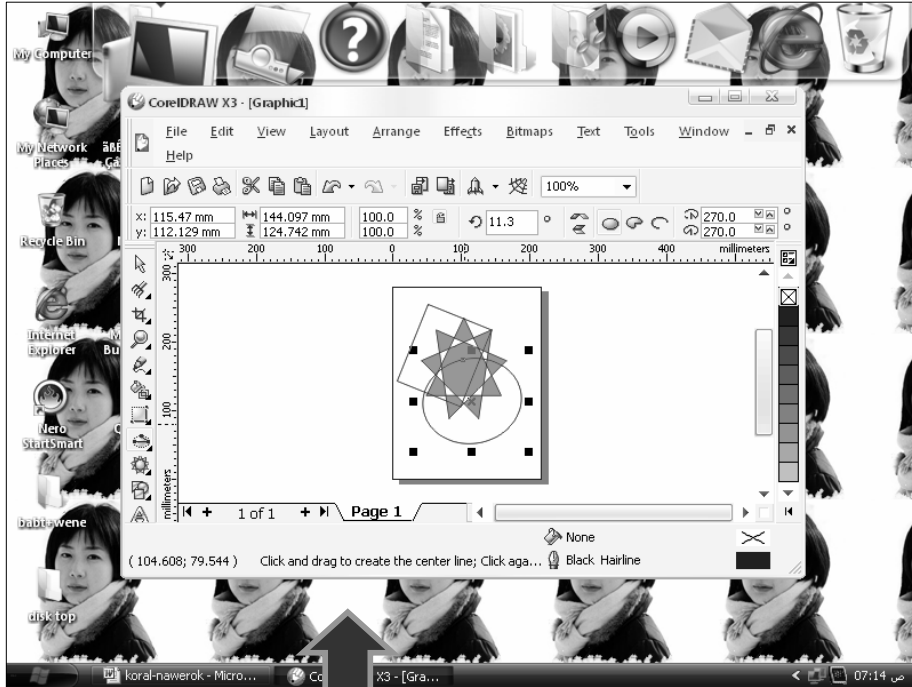 My Computer
My Network
Places
Recycle Bin
Internet
Explorer
Bu
Nero
StartSmart
babt+wene
disk top
CorelDRAW X3 - [Graphic1]
File Edit View Layout Arrange Effects Bitmaps Text Tools Window
Help
100%
x: 115.47 mm 144.097 mm 100.0 % 11.3 ° 270.0 °
y: 112.129 mm 124.742 mm 100.0 % 270.0 °
300 200 100 0 100 200 300 400 millimeters
300
200
100
millimeters
1 of 1 Page 1
None
( 104.608; 79.544 ) Click and drag to create the center line; Click aga... Black Hairline
koral-nawerok - Micro... Co X3 - [Gra... 07:14 ص